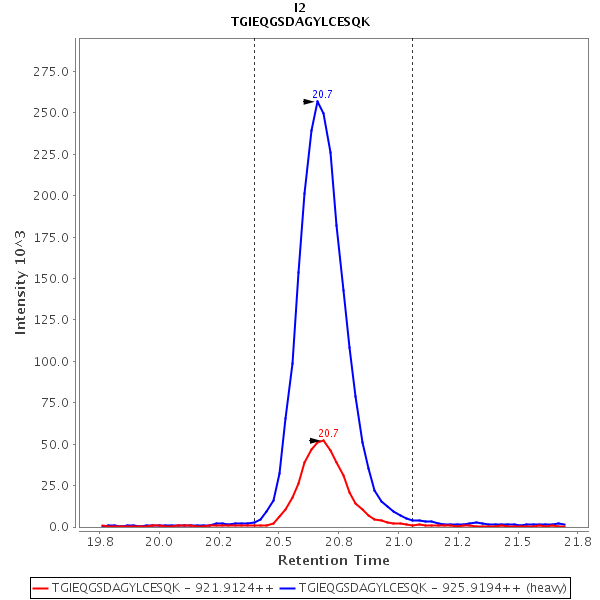 I2
TGIEQGSDAGYLCESQK
275.0
250.0
225.0
200.0
175.0
150.0
125.0
100.0
75.0
50.0
25.0
0.0
Intensity 10^3
20.7
20.7
19.8 20.0 20.2 20.5 20.8 21.0 21.2 21.5 21.8
Retention Time
TGIEQGSDAGYLCESQK - 921.9124++ TGIEQGSDAGYLCESQK - 925.9194++ (heavy)